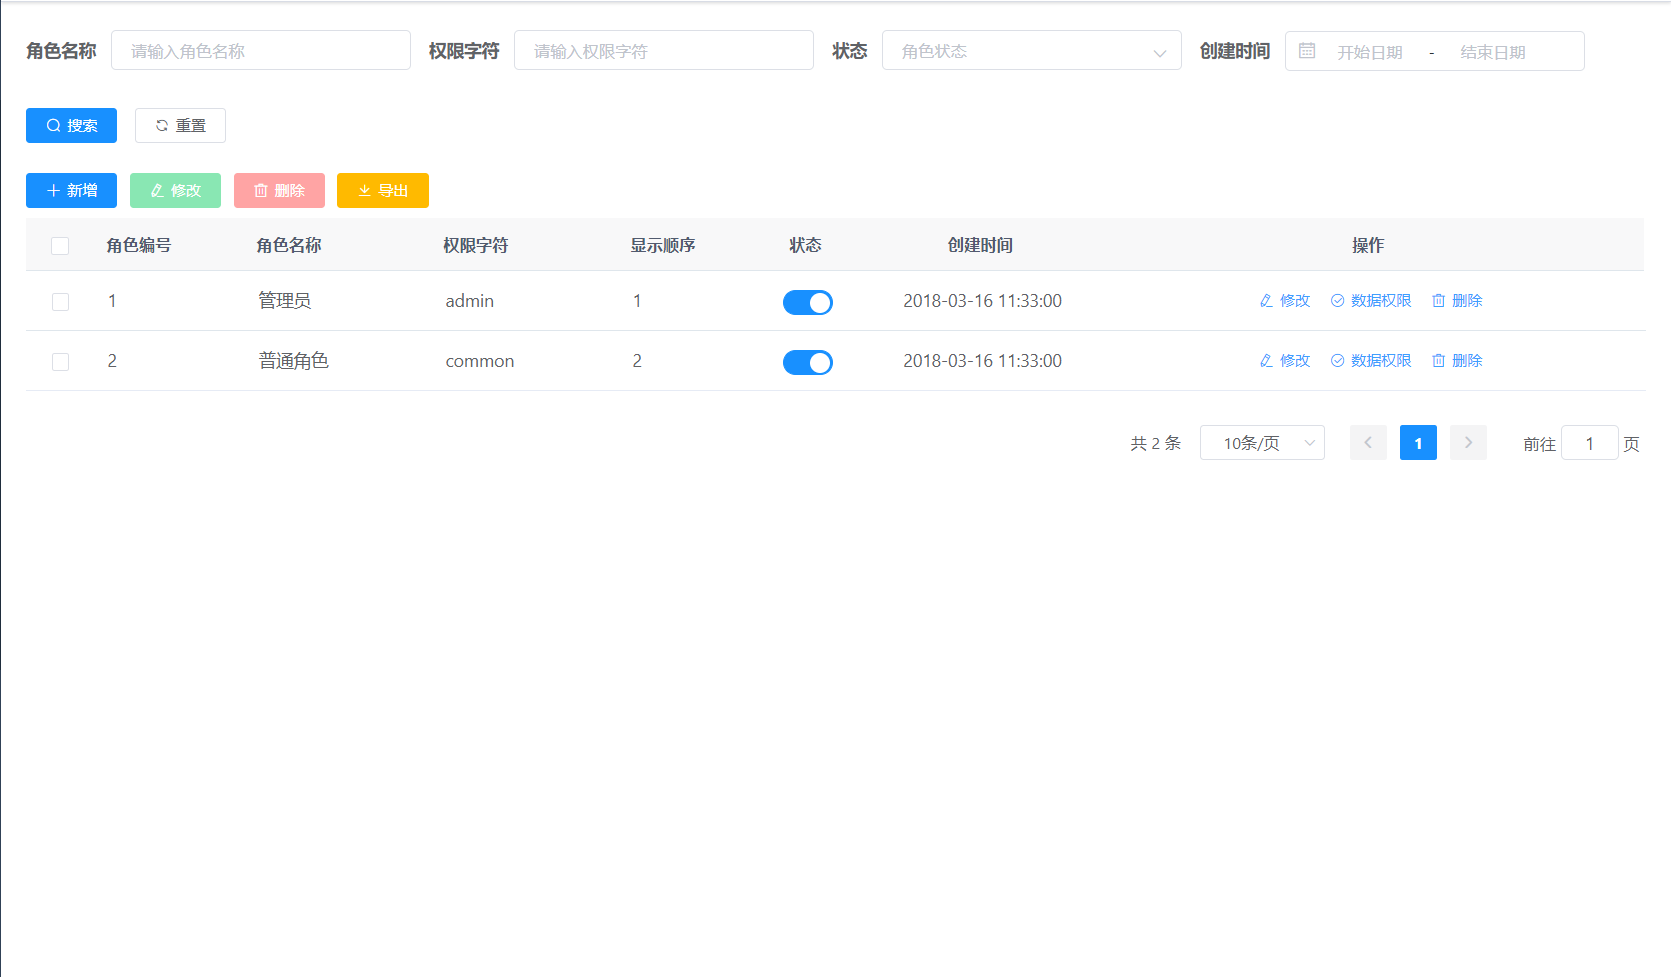 角色名称 请输入角色名称 权限字符 请输入权限字符 状态 角色状态 创建时间 开始日期 - 结束日期
搜索 重置
新增 修改 删除 导出
角色编号 角色名称 权限字符 显示顺序 状态 创建时间 操作
1 管理员 admin 1 2018-03-16 11:33:00 修改 数据权限 删除
2 普通角色 common 2 2018-03-16 11:33:00 修改 数据权限 删除
共 2 条 10条/页 1 前往 1 页